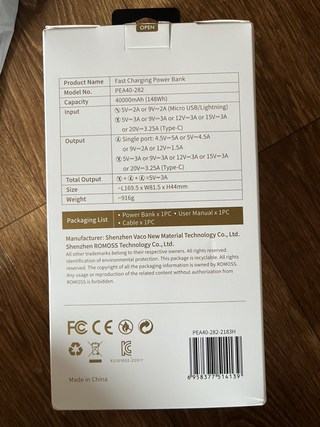 OPEN
Product Name Fast Charging Power Bank
Model No. PEA40-282
Capacity 40000mAh (148Wh)
Input 5V⎓2A or 9V⎓2A (Micro USB/Lightning)
5V⎓3A or 9V⎓3A or 12V⎓3A or 15V⎓3A
or 20V⎓3.25A (Type-C)
Output Single port: 4.5V⎓5A or 5V⎓4.5A
or 9V⎓2A or 12V⎓1.5A
5V⎓3A or 9V⎓3A or 12V⎓3A or 15V⎓3A
or 20V⎓3.25A (Type-C)
Total Output + + =5V⎓3A
Size ~L169.5 x W81.5 x H44mm
Weight ~916g
Packaging List • Power Bank x 1PC • User Manual x 1PC
• Cable x 1PC
Manufacturer: Shenzhen Vaco New Material Technology Co., Ltd.
Shenzhen ROMOSS Technology Co., Ltd.
All other trademarks belong to their respective owners. All rights reserved.
Identification of environmental protection. This package is recyclable. All rights
reserved. The copyright of all the packaging information is owned by ROMOSS.
Any usage or reproduction of the related content without authorization from
ROMOSS is forbidden.
FC CE
PEA40-282-2183H
Made in China
6 958377 514139